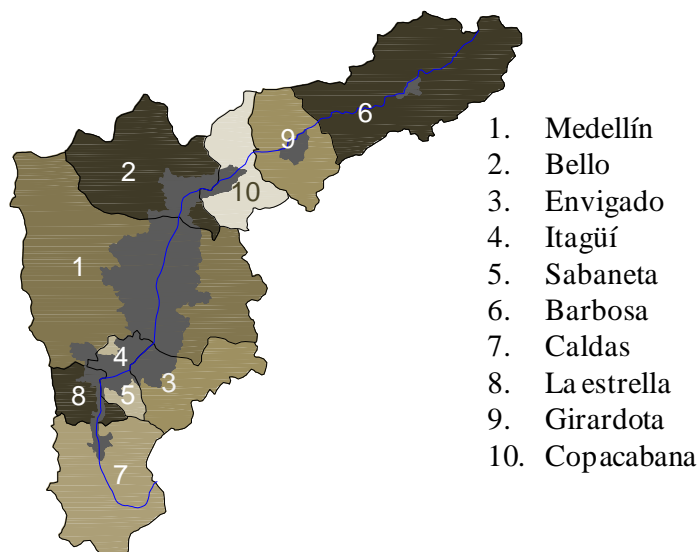 6
9
2
10
1
4
3
8
5
7
1. Medellín
2. Bello
3. Envigado
4. Itagüí
5. Sabaneta
6. Barbosa
7. Caldas
8. La estrella
9. Girardota
10. Copacabana